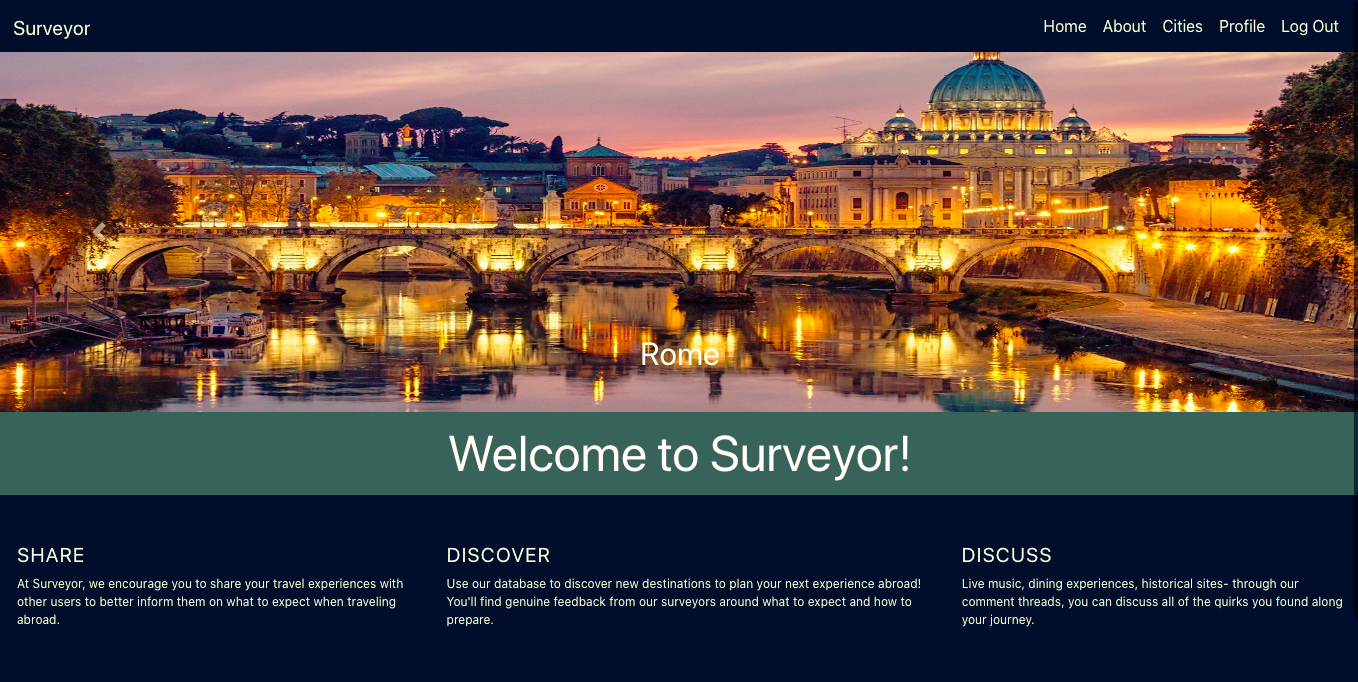 Surveyor
Home About Cities Profile Log Out
Rome
Welcome to Surveyor!
SHARE
At Surveyor, we encourage you to share your travel experiences with
other users to better inform them on what to expect when traveling
abroad.
DISCOVER
Use our database to discover new destinations to plan your next experience abroad!
You'll find genuine feedback from our surveyors around what to expect and how to
prepare.
DISCUSS
Live music, dining experiences, historical sites- through our
comment threads, you can discuss all of the quirks you found along
your journey.